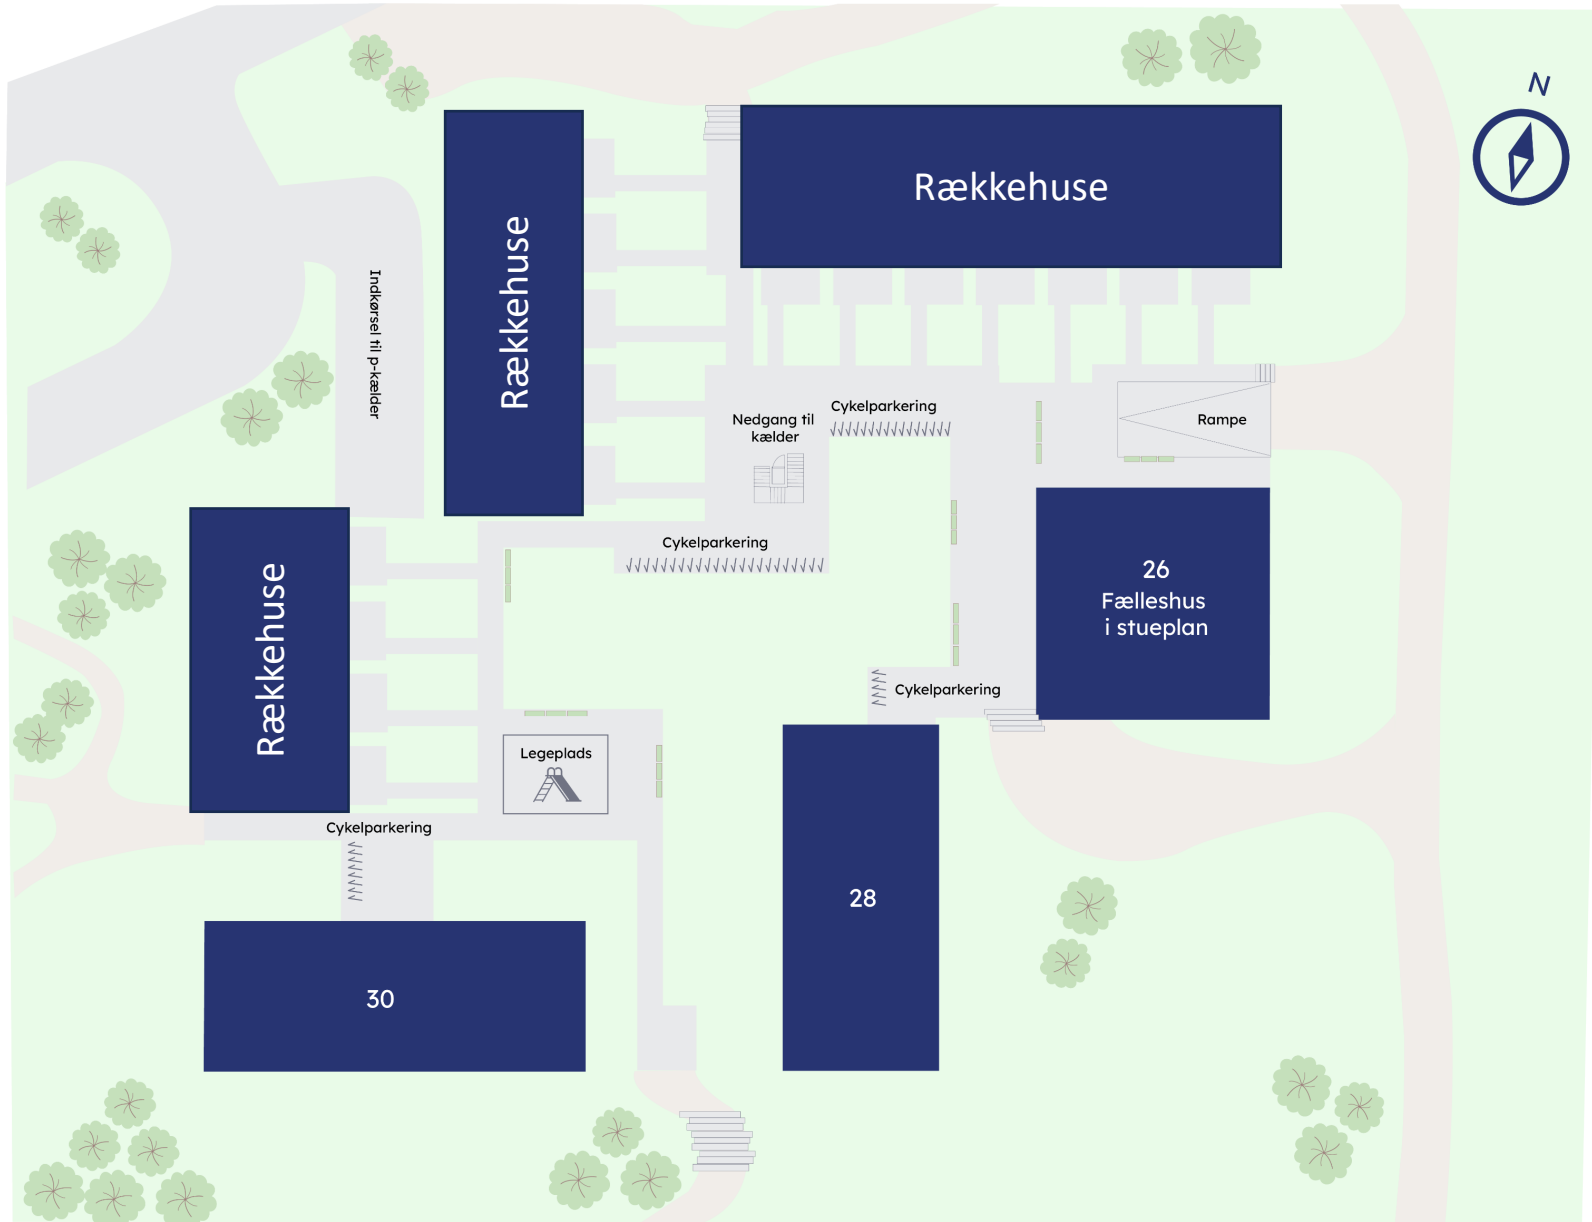 N
Rækkehuse
Rækkehuse
Indkørsel til p-kælder
Cykelparkering
Nedgang til
kælder
Rampe
Cykelparkering
Rækkehuse
26
Fælleshus
i stueplan
Cykelparkering
Legeplads
Cykelparkering
28
30